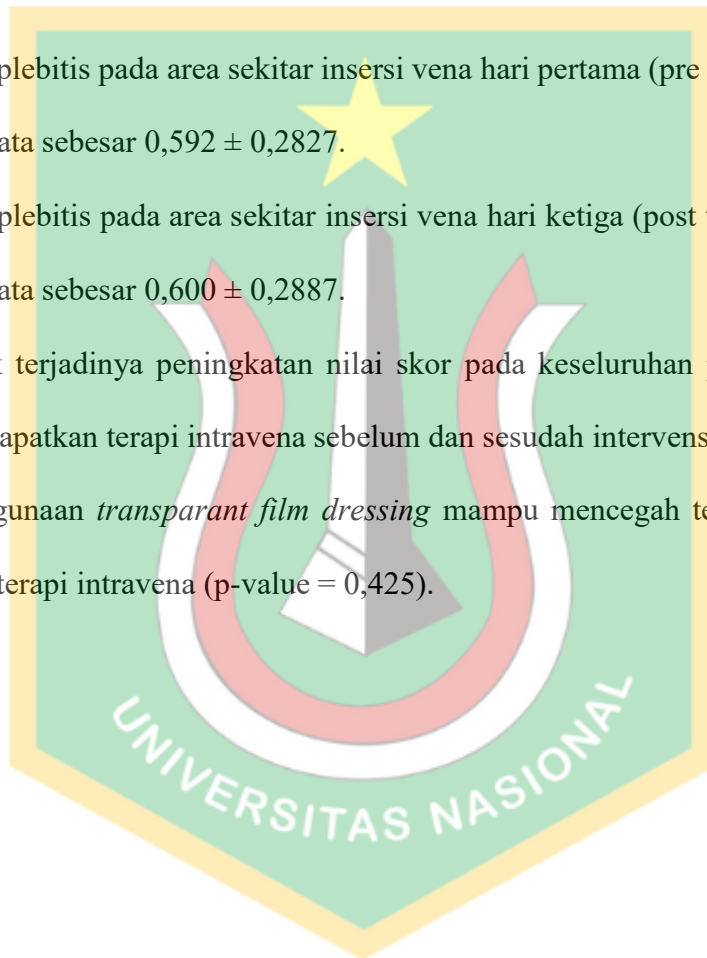 plebitis pada area sekitar insersi vena hari pertama (pre
ata sebesar 0,592 ± 0,2827.
plebitis pada area sekitar insersi vena hari ketiga (post
ata sebesar 0,600 ± 0,2887.
terjadinya peningkatan nilai skor pada keseluruhan
apatkan terapi intravena sebelum dan sesudah intervens
gunaan transparant film dressing mampu mencegah te
terapi intravena (p-value = 0,425).
UNIVERSITAS NASIONAL